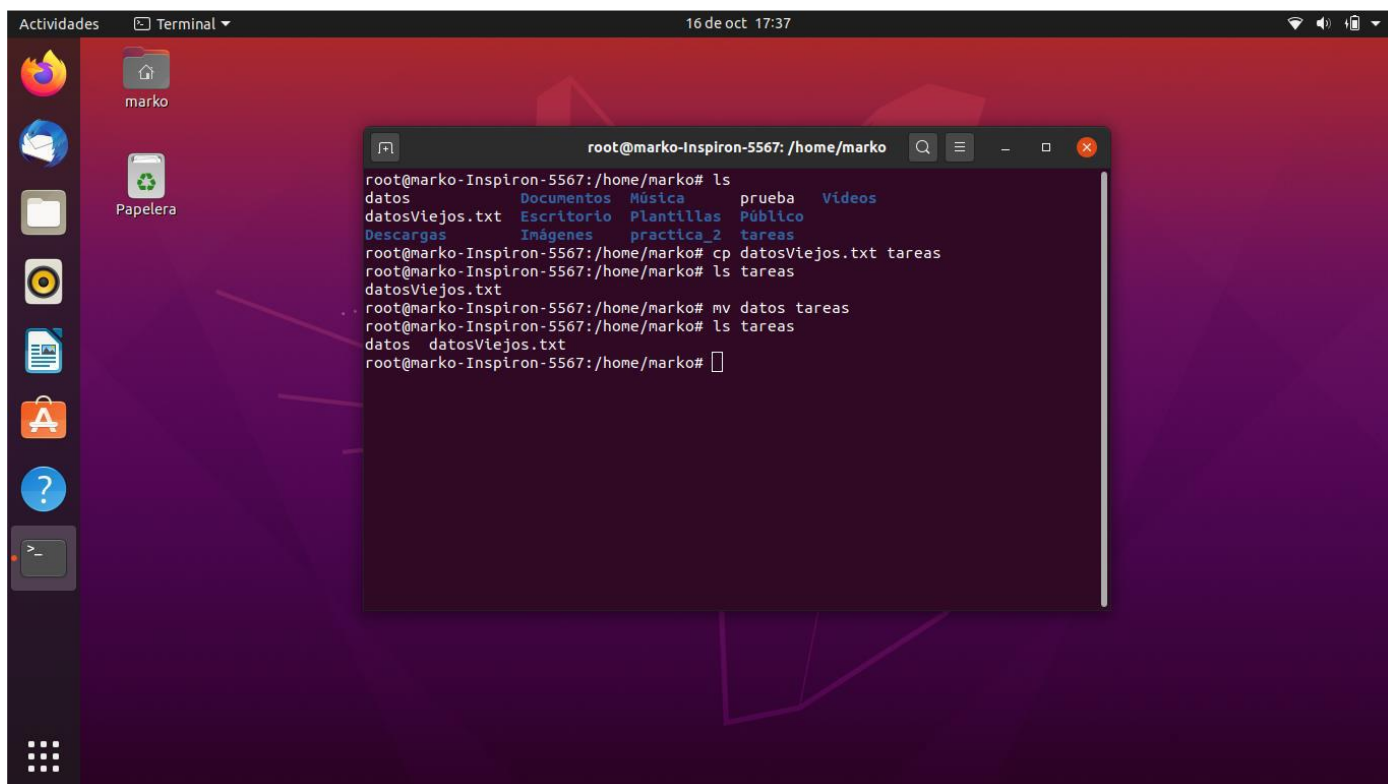 Actividades Terminal 16 de oct 17:37
marko
Papelera
root@marko-Inspiron-5567: /home/marko
root@marko-Inspiron-5567:/home/marko# ls
datos Documentos Música prueba Vídeos
datosViejos.txt Escritorio Plantillas Público
Descargas Imágenes practica_2 tareas
root@marko-Inspiron-5567:/home/marko# cp datosViejos.txt tareas
root@marko-Inspiron-5567:/home/marko# ls tareas
datosViejos.txt
root@marko-Inspiron-5567:/home/marko# mv datos tareas
root@marko-Inspiron-5567:/home/marko# ls tareas
datos datosViejos.txt
root@marko-Inspiron-5567:/home/marko#